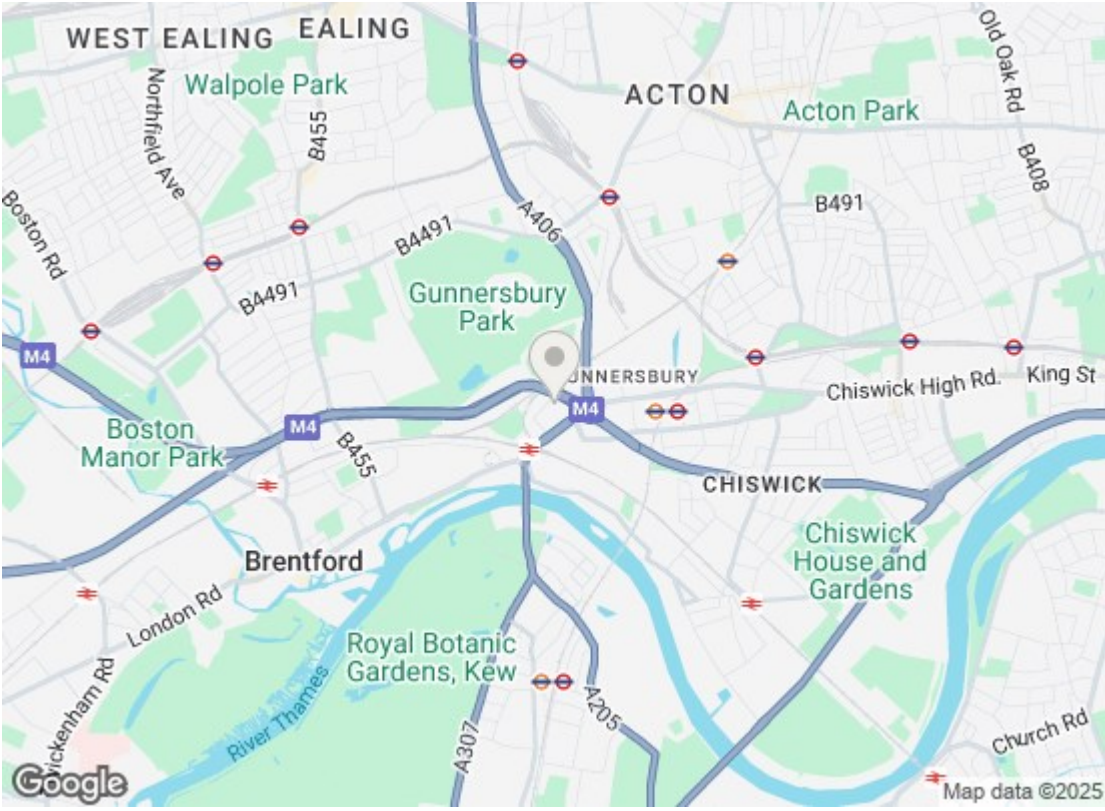 WEST EALING
EALING
Walpole Park
Northfield Ave
B455
ACTON
Acton Park
Old Oak Rd
B408
B491
Boston Rd
A406
B4491
B4491
Gunnersbury
Park
M4
UNNERSBURY
M4
Chiswick High Rd.
King St
M4
Boston
Manor Park
B455
CHISWICK
Brentford
Chiswick
House and
Gardens
London Rd
Royal Botanic
Gardens, Kew
River Thames
A205
A307
wickenham Rd
Church Rd
Google
Map data ©2025